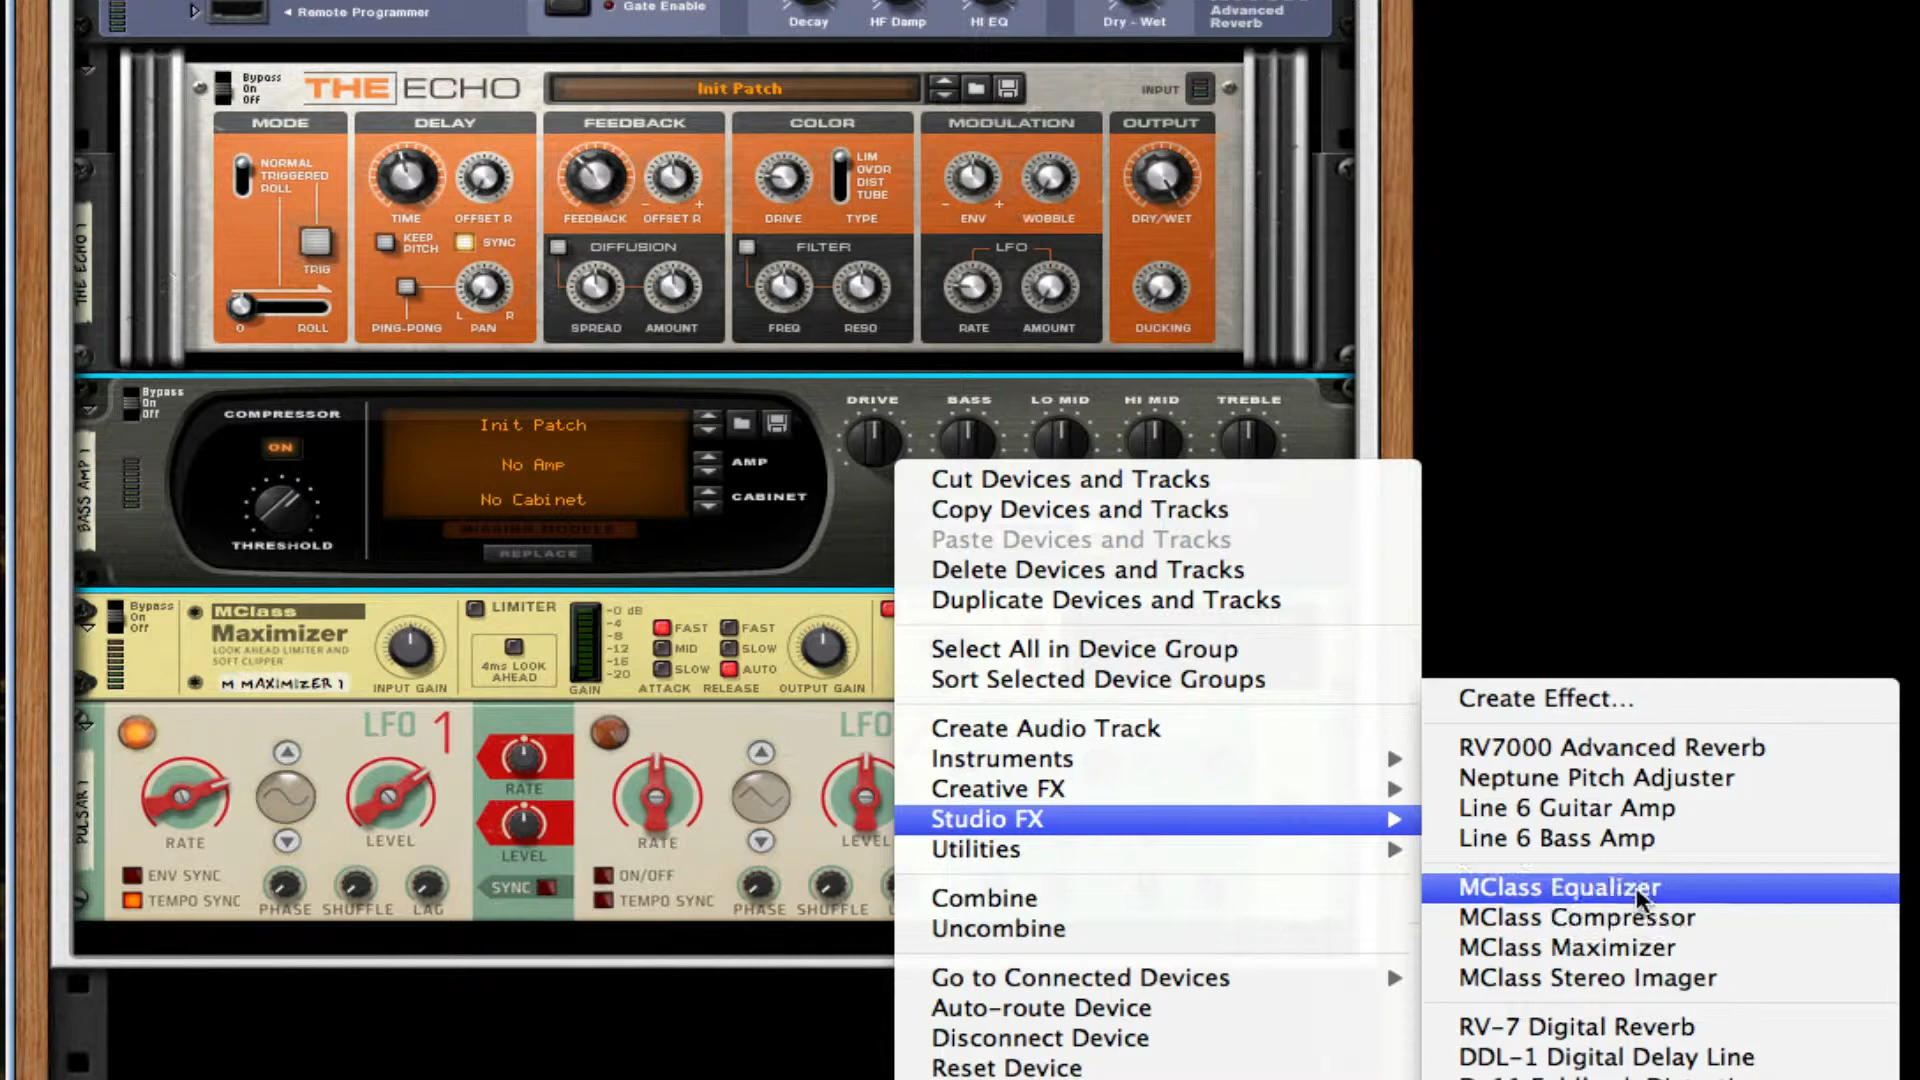 Remote Programmer
Gate Enable
Decay
HF Damp
HI EQ
Dry - Wet
Advanced
Reverb
Bypass
On
Off
THE ECHO
Init Patch
INPUT
MODE
DELAY
FEEDBACK
COLOR
MODULATION
OUTPUT
NORMAL
TRIGGERED
ROLL
TRIG
0
ROLL
TIME
OFFSET R
KEEP
PITCH
SYNC
PING-PONG
L
R
PAN
FEEDBACK
OFFSET R
- +
DIFFUSION
SPREAD
AMOUNT
DRIVE
LIM
OVDR
DIST
TUBE
TYPE
FILTER
FREQ
RESO
- +
ENV
WOBBLE
LFO
RATE
AMOUNT
DRY/WET
DUCKING
THE ECHO 1
Bypass
On
Off
COMPRESSOR
ON
THRESHOLD
Init Patch
No Amp
No Cabinet
MISSING MODULE
REPLACE
AMP
CABINET
DRIVE
BASS
LO MID
HI MID
TREBLE
BASS AMP 1
Bypass
On
Off
MClass
Maximizer
LOOK AHEAD LIMITER AND
SOFT CLIPPER
M MAXIMIZER 1
INPUT GAIN
LIMITER
4ms LOOK
AHEAD
-0 dB
-4
-8
-12
-16
-20
GAIN
FAST
MID
SLOW
ATTACK
FAST
SLOW
AUTO
RELEASE
OUTPUT GAIN
PULSAR 1
LFO 1
RATE
LEVEL
ENV SYNC
TEMPO SYNC
PHASE
SHUFFLE
LAG
RATE
LEVEL
SYNC
LFO
RATE
LEVEL
ON/OFF
TEMPO SYNC
PHASE
SHUFFLE
Cut Devices and Tracks
Copy Devices and Tracks
Paste Devices and Tracks
Delete Devices and Tracks
Duplicate Devices and Tracks
Select All in Device Group
Sort Selected Device Groups
Create Audio Track
Instruments
Creative FX
Studio FX
Utilities
Combine
Uncombine
Go to Connected Devices
Auto-route Device
Disconnect Device
Reset Device
Create Effect...
RV7000 Advanced Reverb
Neptune Pitch Adjuster
Line 6 Guitar Amp
Line 6 Bass Amp
MClass Equalizer
MClass Compressor
MClass Maximizer
MClass Stereo Imager
RV-7 Digital Reverb
DDL-1 Digital Delay Line